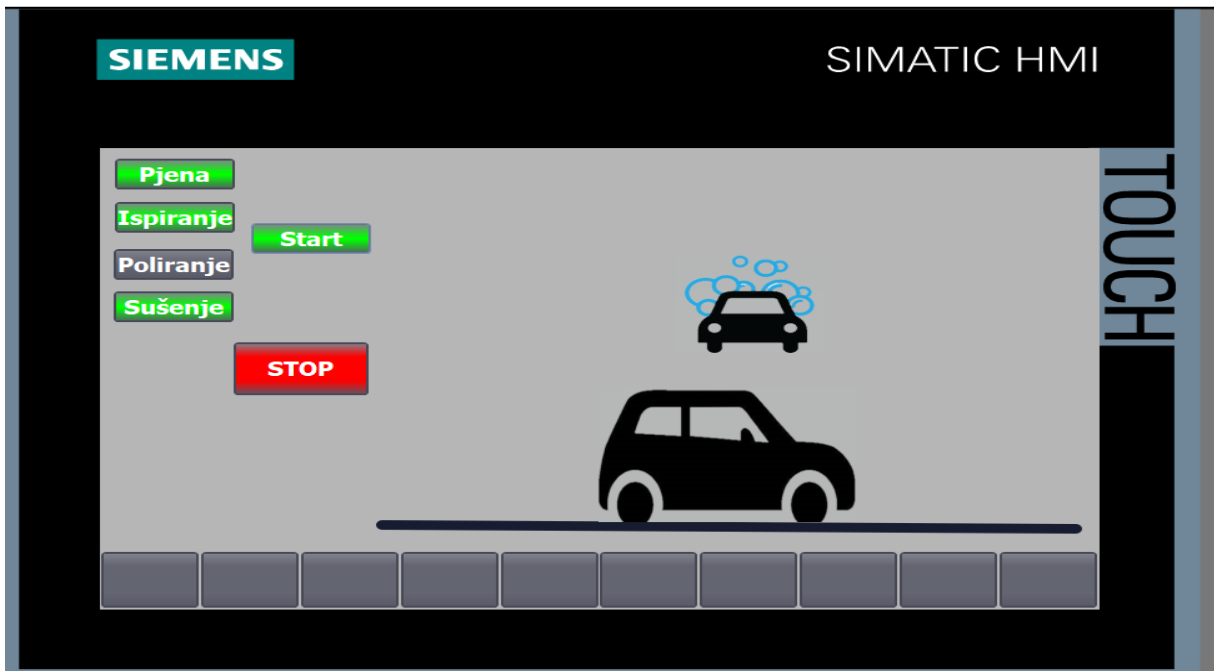 SIEMENS
SIMATIC HMI
TOUCH
Pjena
Ispiranje
Start
Poliranje
Sušenje
STOP